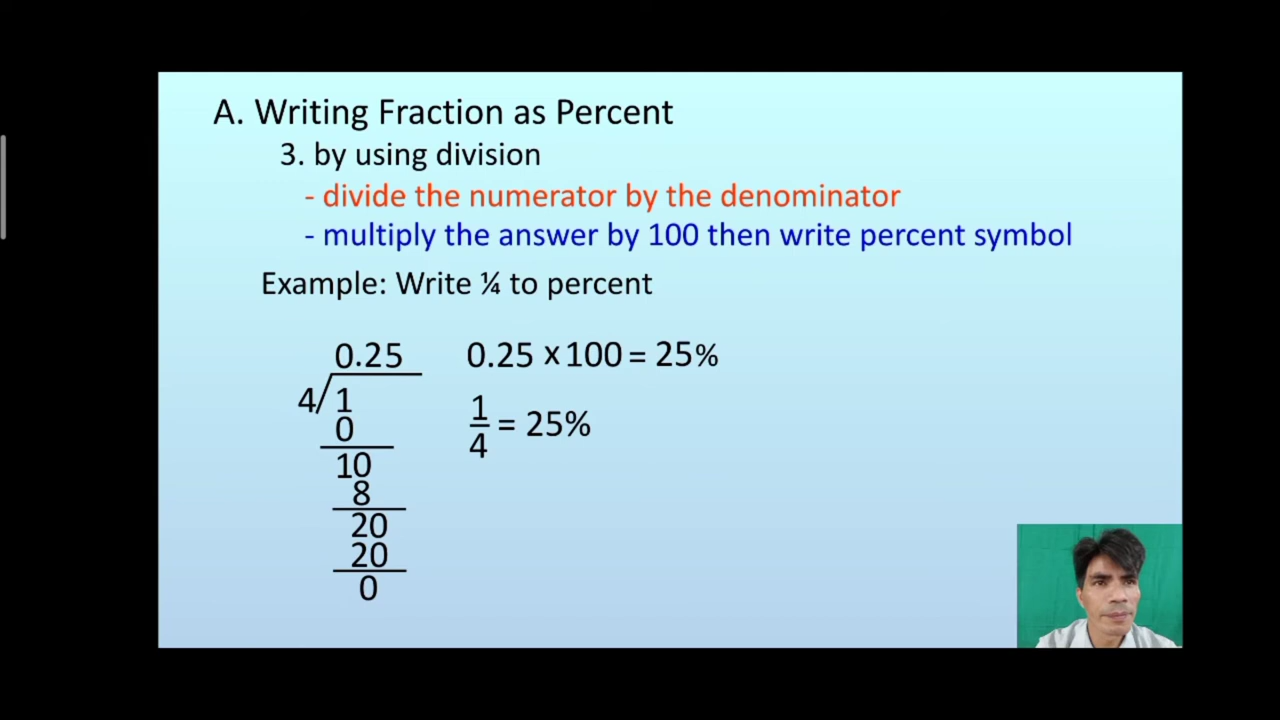 A. Writing Fraction as Percent
3. by using division
- divide the numerator by the denominator
- multiply the answer by 100 then write percent symbol
Example: Write ¼ to percent
0.25
4/1
0
10
8
20
20
0
0.25 x 100 = 25%
1/4 = 25%